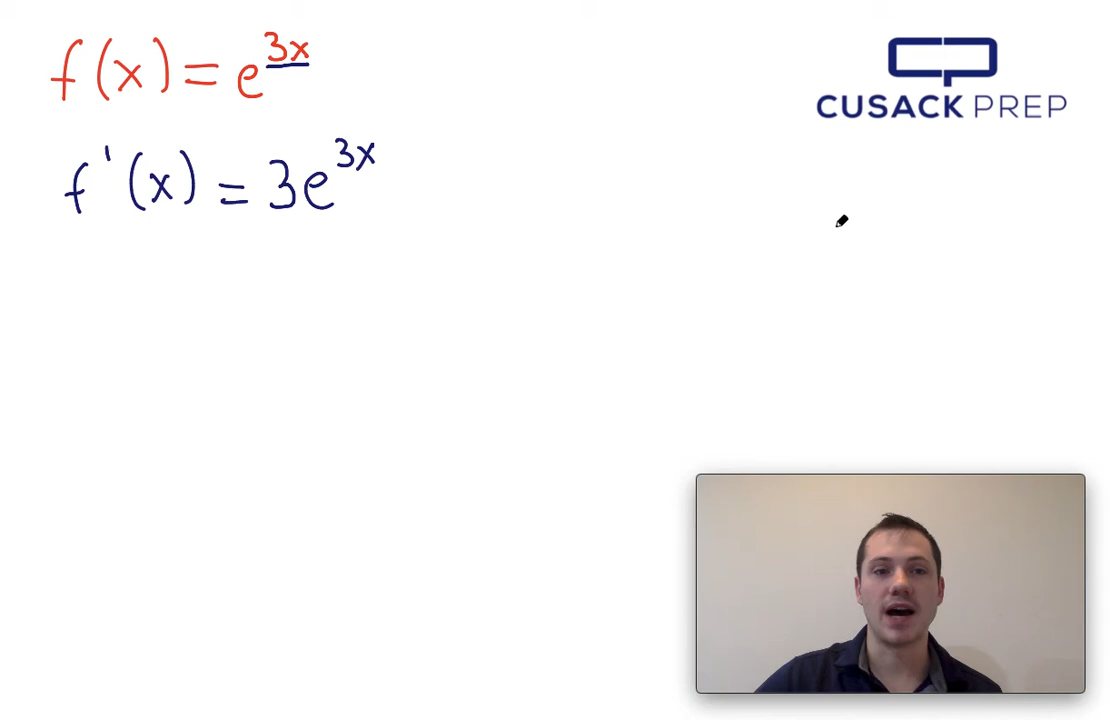 f(x) = e^{3x}
CUSACK PREP
f'(x) = 3e^{3x}